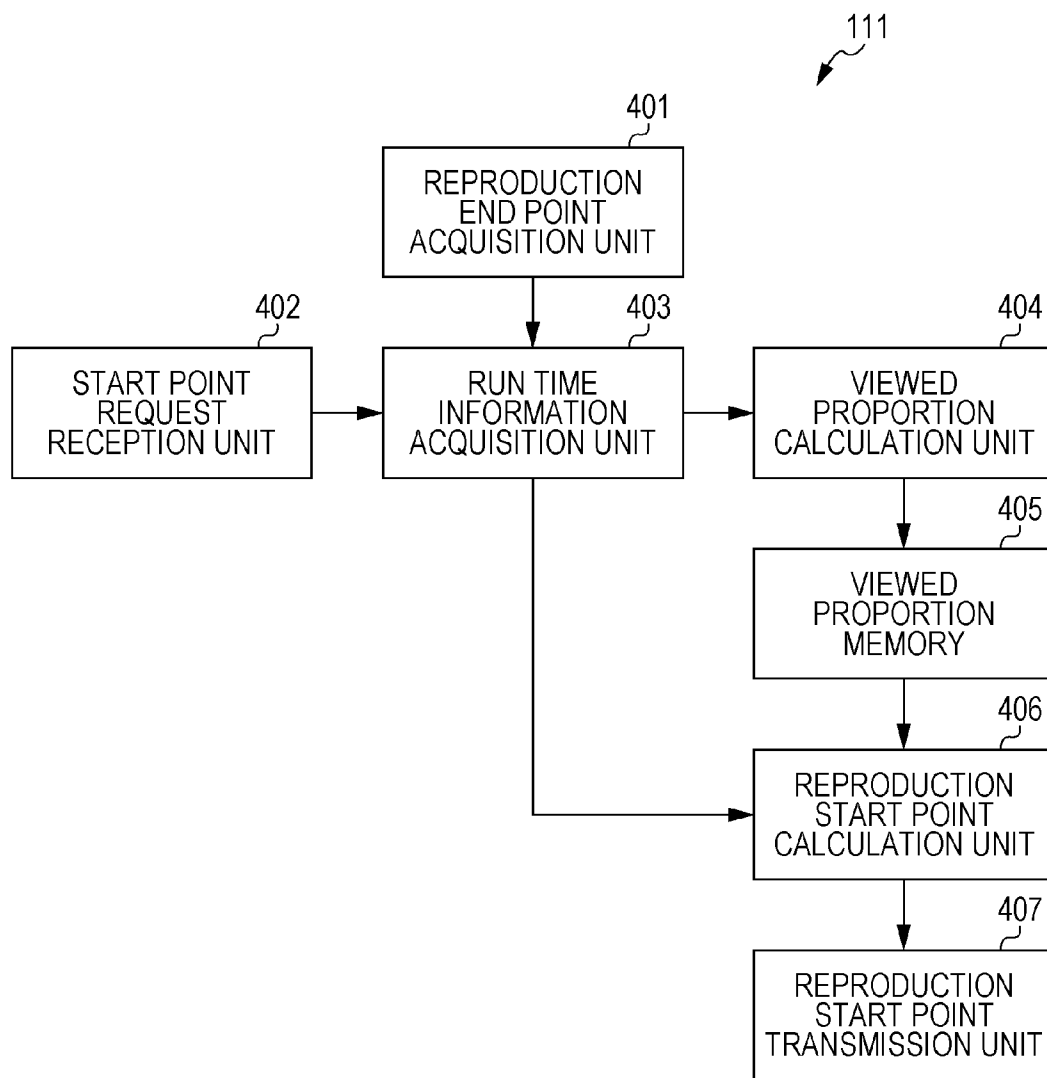 111
401
REPRODUCTION
END POINT
ACQUISITION UNIT
402
START POINT
REQUEST
RECEPTION UNIT
403
RUN TIME
INFORMATION
ACQUISITION UNIT
404
VIEWED
PROPORTION
CALCULATION UNIT
405
VIEWED
PROPORTION
MEMORY
406
REPRODUCTION
START POINT
CALCULATION UNIT
407
REPRODUCTION
START POINT
TRANSMISSION UNIT